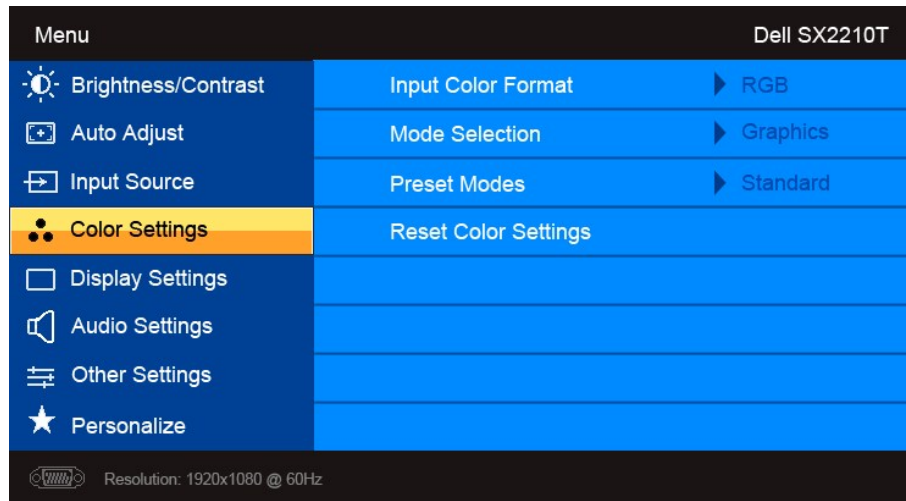 Menu Dell SX2210T
Brightness/Contrast Input Color Format RGB
Auto Adjust Mode Selection Graphics
Input Source Preset Modes Standard
Color Settings Reset Color Settings
Display Settings
Audio Settings
Other Settings
Personalize
Resolution: 1920x1080 @ 60Hz